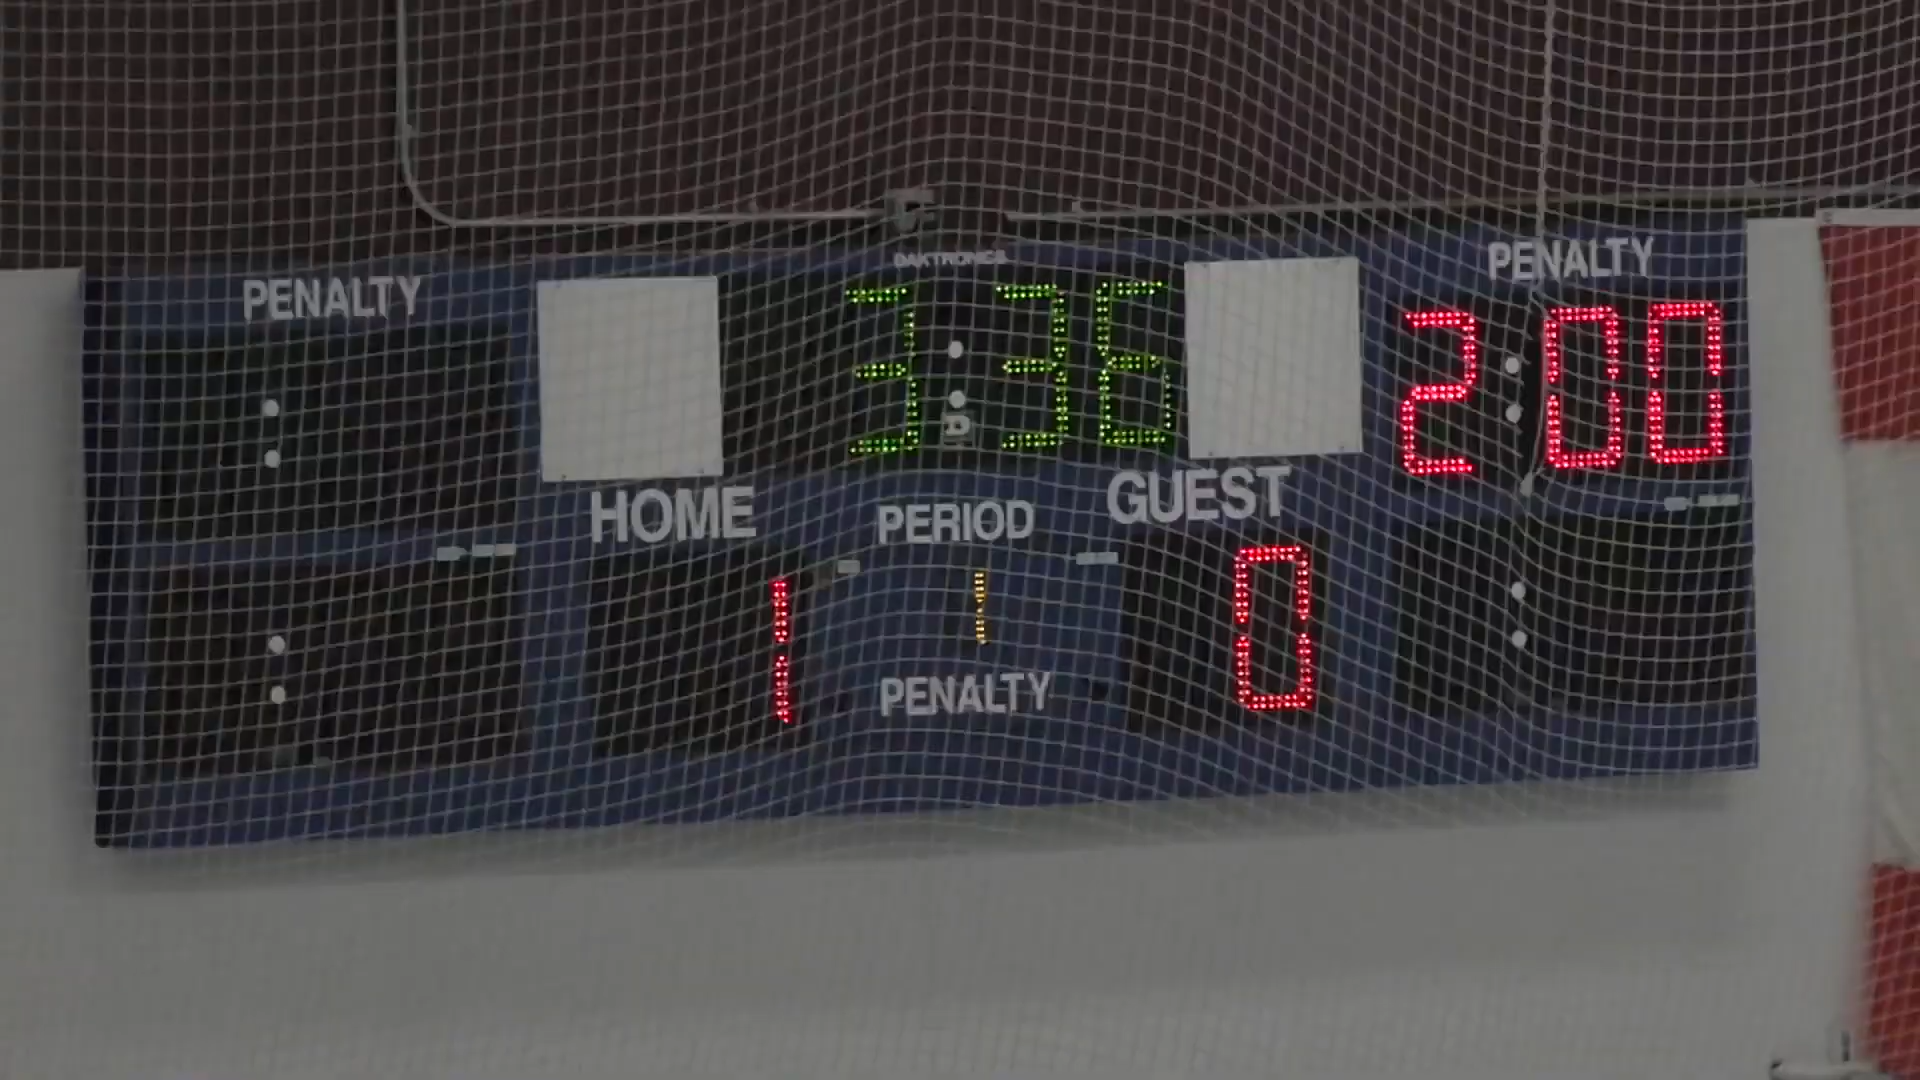 DAKTRONICS
PENALTY
3:36
PENALTY
2:00
HOME
PERIOD
GUEST
1
1
0
PENALTY